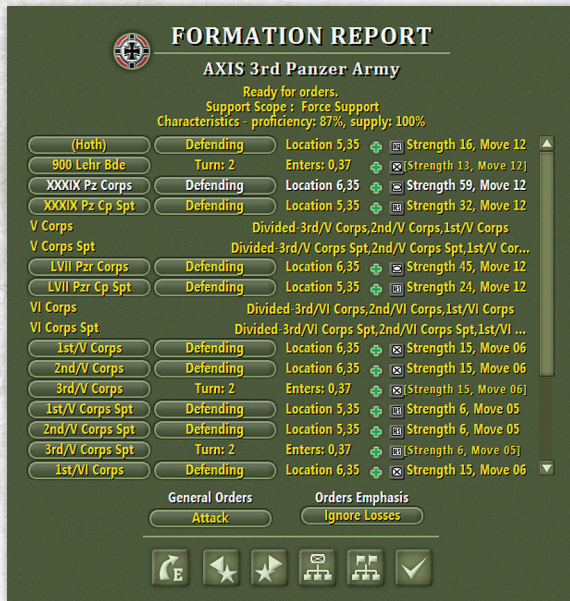 FORMATION REPORT
AXIS 3rd Panzer Army
Ready for orders.
Support Scope : Force Support
Characteristics - proficiency: 87%, supply: 100%
(Hoth) Defending Location 5,35 Strength 16, Move 12
900 Lehr Bde Turn: 2 Enters: 0,37 [Strength 13, Move 12]
XXXIX Pz Corps Defending Location 6,35 Strength 59, Move 12
XXXIX Pz Cp Spt Defending Location 5,35 Strength 32, Move 12
V Corps Divided-3rd/V Corps,2nd/V Corps,1st/V Corps
V Corps Spt Divided-3rd/V Corps Spt,2nd/V Corps Spt,1st/V Cor...
LVII Pzr Corps Defending Location 6,35 Strength 45, Move 12
LVII Pzr Cp Spt Defending Location 5,35 Strength 24, Move 12
VI Corps Divided-3rd/VI Corps,2nd/VI Corps,1st/VI Corps
VI Corps Spt Divided-3rd/VI Corps Spt,2nd/VI Corps Spt,1st/VI ...
1st/V Corps Defending Location 6,35 Strength 15, Move 06
2nd/V Corps Defending Location 6,35 Strength 15, Move 06
3rd/V Corps Turn: 2 Enters: 0,37 [Strength 15, Move 06]
1st/V Corps Spt Defending Location 5,35 Strength 6, Move 05
2nd/V Corps Spt Defending Location 5,35 Strength 6, Move 05
3rd/V Corps Spt Turn: 2 Enters: 0,37 [Strength 6, Move 05]
1st/VI Corps Defending Location 6,35 Strength 15, Move 06
General Orders Orders Emphasis
Attack Ignore Losses
E